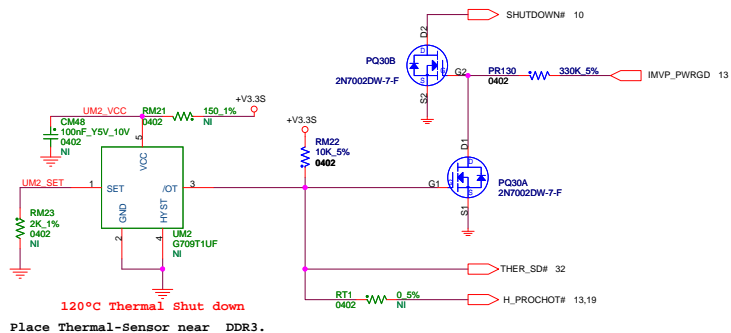 SHUTDOWN# 10
D2
D
PQ30B
2N7002DW-7-F
G
S
G2
S2
PR130
0402
330K_5%
IMVP_PWRGD 13
UM2_VCC
RM21
0402
150_1%
NI
+V3.3S
CM48
100nF_Y5V_10V
0402
NI
5
VCC
+V3.3S
RM22
10K_5%
0402
D1
D
UM2_SET
1
SET
/OT
3
G1
G
S
PQ30A
2N7002DW-7-F
S1
RM23
2K_1%
0402
NI
GND
HYST
2
4
UM2
G709T1UF
NI
THER_SD# 32
RT1
0402
0_5%
NI
H_PROCHOT# 13,19
120°C Thermal Shut down
Place Thermal-Sensor near DDR3.